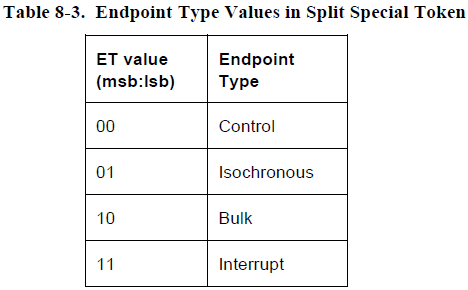 Table 8-3. Endpoint Type Values in Split Special Token
ET value Endpoint
(msb:lsb) Type
00 Control
01 Isochronous
10 Bulk
11 Interrupt